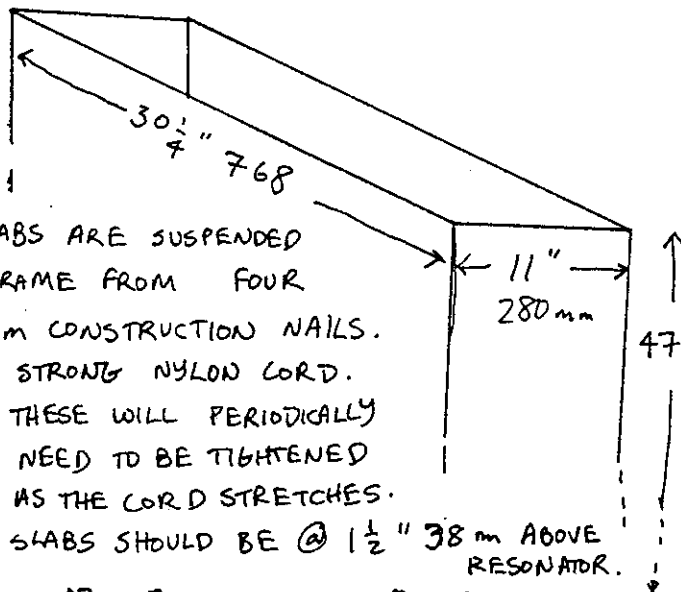 30 1/4" 768
11"
280 mm
47
ABS ARE SUSPENDED
RAME FROM FOUR
m CONSTRUCTION NAILS.
STRONG NYLON CORD.
THESE WILL PERIODICALLY
NEED TO BE TIGHTENED
AS THE CORD STRETCHES.
SLABS SHOULD BE @ 1 1/2" 38 m ABOVE
RESONATOR.